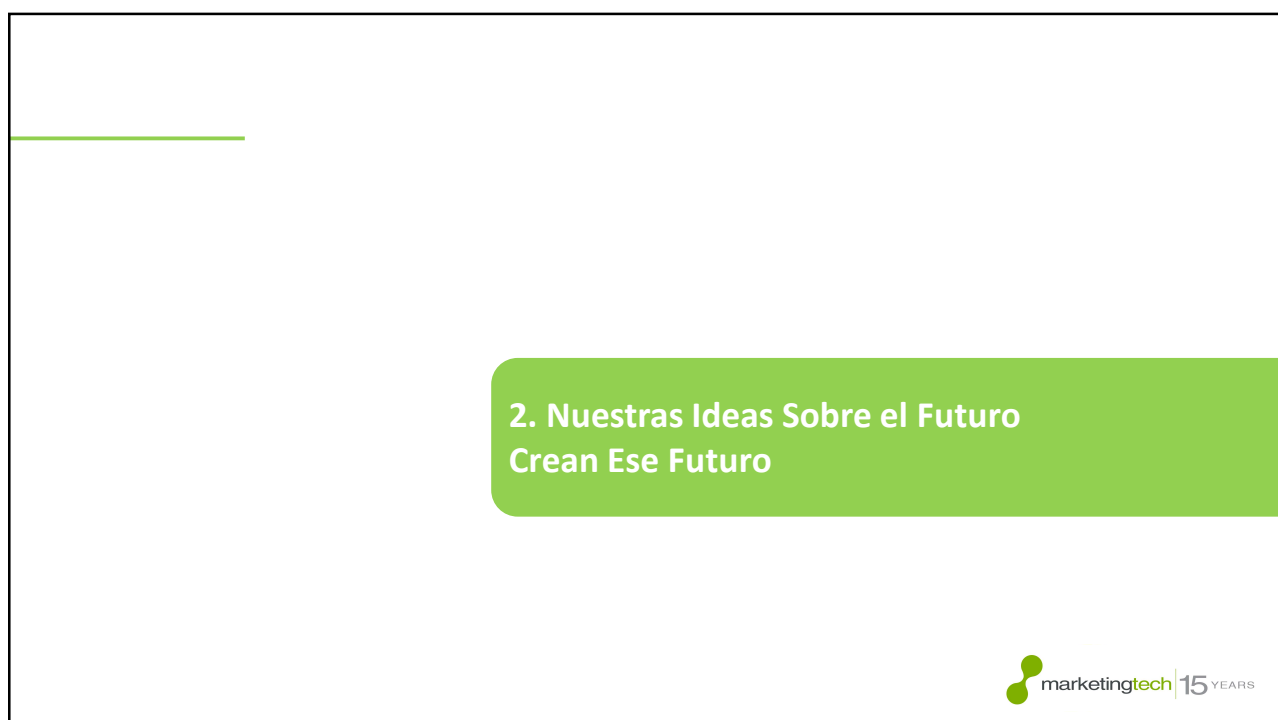 2. Nuestras Ideas Sobre el Futuro
Crean Ese Futuro
marketingtech 15 YEARS